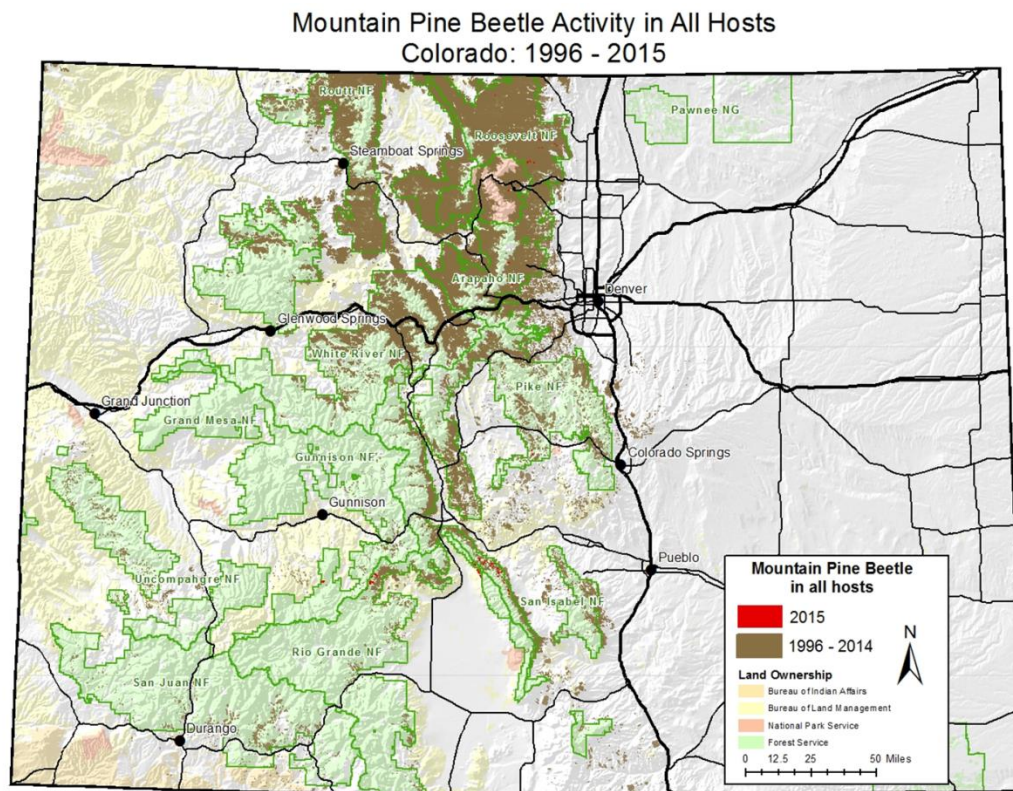 Mountain Pine Beetle Activity in All Hosts
Colorado: 1996 - 2015
Routt NF
Pawnee NG
Roosevelt NF
Steamboat Springs
Arapaho NF
Denver
Glenwood Springs
White River NF
Pike NF
Grand Junction
Grand Mesa NF
Gunnison NF
Colorado Springs
Gunnison
Pueblo
Uncompahgre NF
San Isabel NF
Rio Grande NF
San Juan NF
Durango
Mountain Pine Beetle
in all hosts
2015
1996 - 2014
N
Land Ownership
Bureau of Indian Affairs
Bureau of Land Management
National Park Service
Forest Service
0 12.5 25 50 Miles